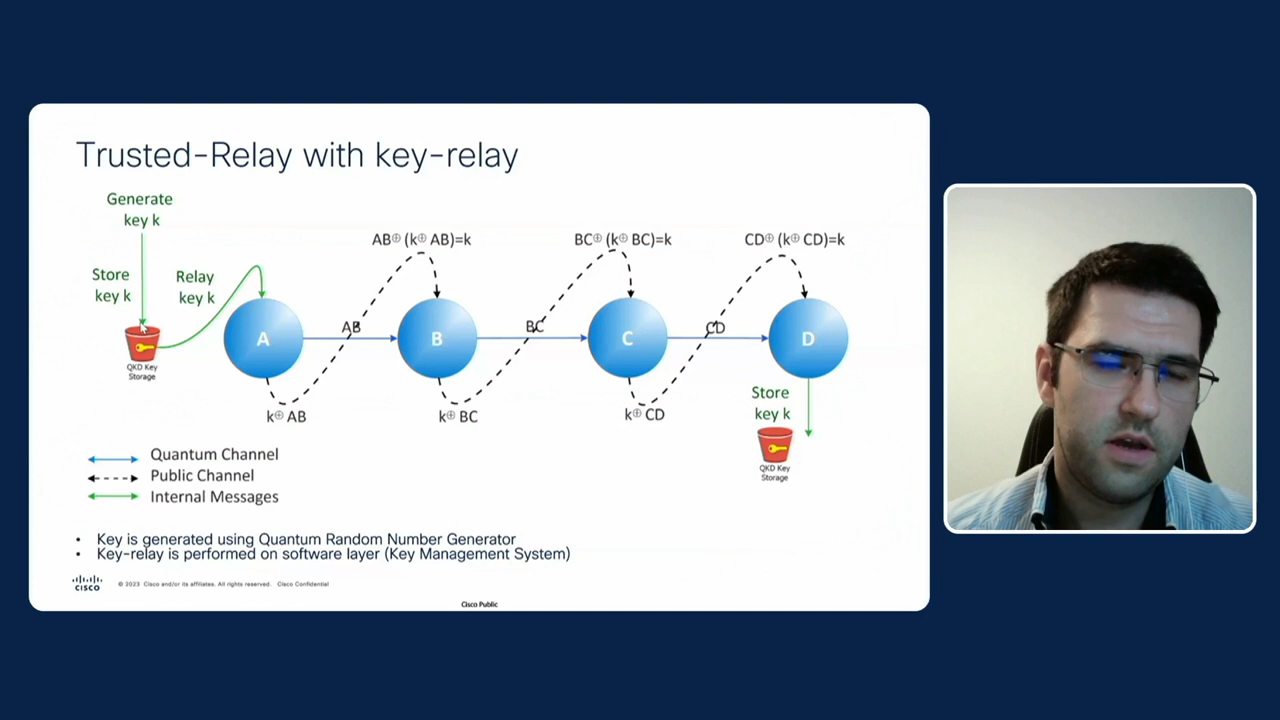 Trusted-Relay with key-relay
Generate
key k
Store
key k
Relay
key k
QKD Key
Storage
AB⊕ (k⊕ AB)=k
BC⊕ (k⊕ BC)=k
CD⊕ (k⊕ CD)=k
A
AB
B
BC
C
CD
D
k⊕ AB
k⊕ BC
k⊕ CD
Store
key k
QKD Key
Storage
Quantum Channel
Public Channel
Internal Messages
• Key is generated using Quantum Random Number Generator
• Key-relay is performed on software layer (Key Management System)
CISCO
© 2023 Cisco and/or its affiliates. All rights reserved. Cisco Confidential
Cisco Public